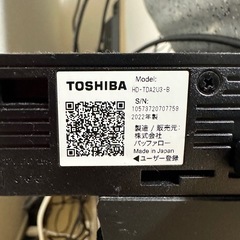 TOSHIBA
Model:
HD-TDA2U3-B
S/N:
10573720707759
2022年製
製造/販売元:
株式会社
バッファロー
Made in Japan
◀ユーザー登録